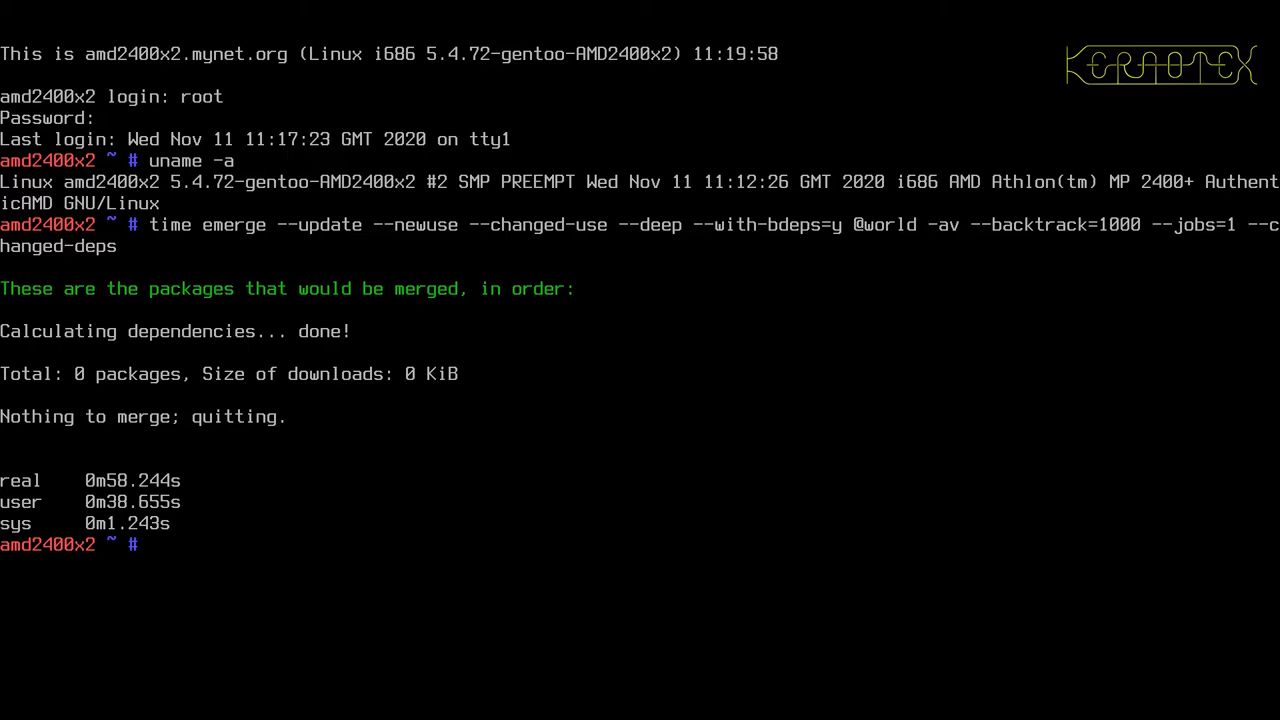 This is amd2400x2.mynet.org (Linux i686 5.4.72-gentoo-AMD2400x2) 11:19:58
KERNOTEX
amd2400x2 login: root
Password:
Last login: Wed Nov 11 11:17:23 GMT 2020 on tty1
amd2400x2 ~ # uname -a
Linux amd2400x2 5.4.72-gentoo-AMD2400x2 #2 SMP PREEMPT Wed Nov 11 11:12:26 GMT 2020 i686 AMD Athlon(tm) MP 2400+ Authent
icAMD GNU/Linux
amd2400x2 ~ # time emerge --update --newuse --changed-use --deep --with-bdeps=y @world -av --backtrack=1000 --jobs=1 --c
hanged-deps
These are the packages that would be merged, in order:
Calculating dependencies... done!
Total: 0 packages, Size of downloads: 0 KiB
Nothing to merge; quitting.
real    0m58.244s
user    0m38.655s
sys     0m1.243s
amd2400x2 ~ #